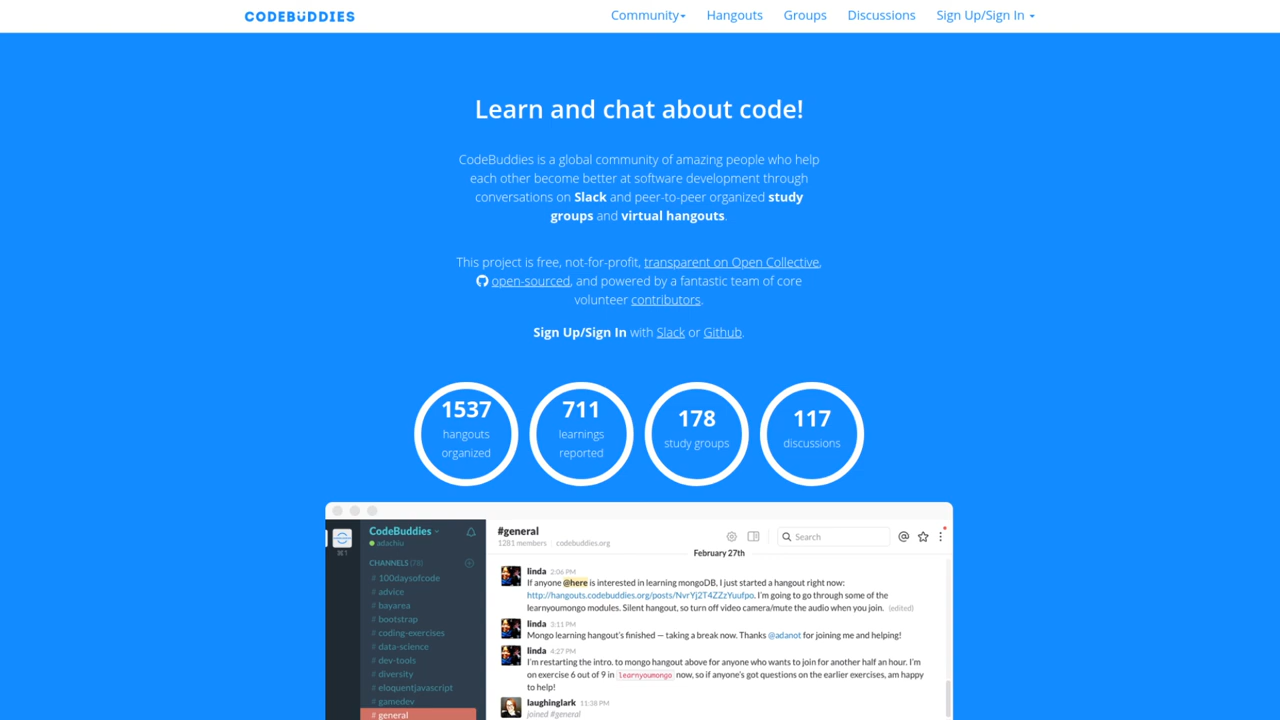 CODEBUDDIES
Community
Hangouts
Groups
Discussions
Sign Up/Sign In
Learn and chat about code!
CodeBuddies is a global community of amazing people who help
each other become better at software development through
conversations on Slack and peer-to-peer organized study
groups and virtual hangouts.
This project is free, not-for-profit, transparent on Open Collective,
open-sourced, and powered by a fantastic team of core
volunteer contributors.
Sign Up/Sign In with Slack or Github.
1537
hangouts
organized
711
learnings
reported
178
study groups
117
discussions
CodeBuddies
adachiu
⌘1
CHANNELS (78)
# 100daysofcode
# advice
# bayarea
# bootstrap
# coding-exercises
# data-science
# dev-tools
# diversity
# eloquentjavascript
# gamedev
# general
#general
1281 members | codebuddies.org
Search
February 27th
linda 2:06 PM
If anyone @here is interested in learning mongoDB, I just started a hangout right now:
http://hangouts.codebuddies.org/posts/NvrYj2T4ZZzYuufpo. I'm going to go through some of the
learnyoumongo modules. Silent hangout, so turn off video camera/mute the audio when you join. (edited)
linda 3:11 PM
Mongo learning hangout's finished — taking a break now. Thanks @adanot for joining me and helping!
linda 4:27 PM
I'm restarting the intro. to mongo hangout above for anyone who wants to join for another half an hour. I'm
on exercise 6 out of 9 in learnyoumongo now, so if anyone's got questions on the earlier exercises, am happy
to help!
laughinglark 11:38 PM
joined #general